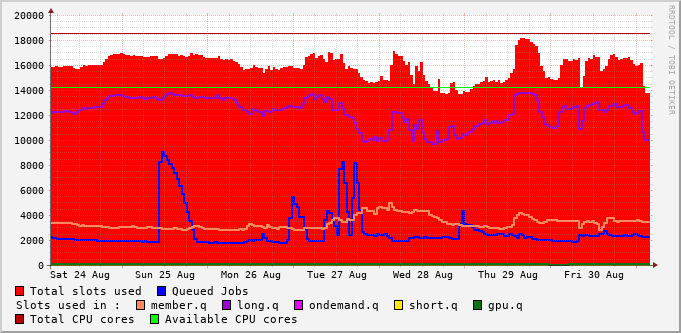 20000
18000
16000
14000
12000
10000
8000
6000
4000
2000
0
Sat 24 Aug Sun 25 Aug Mon 26 Aug Tue 27 Aug Wed 28 Aug Thu 29 Aug Fri 30 Aug
RRDTOOL / TOBI OETIKER
Total slots used Queued Jobs
Slots used in : member.q long.q ondemand.q short.q gpu.q
Total CPU cores Available CPU cores